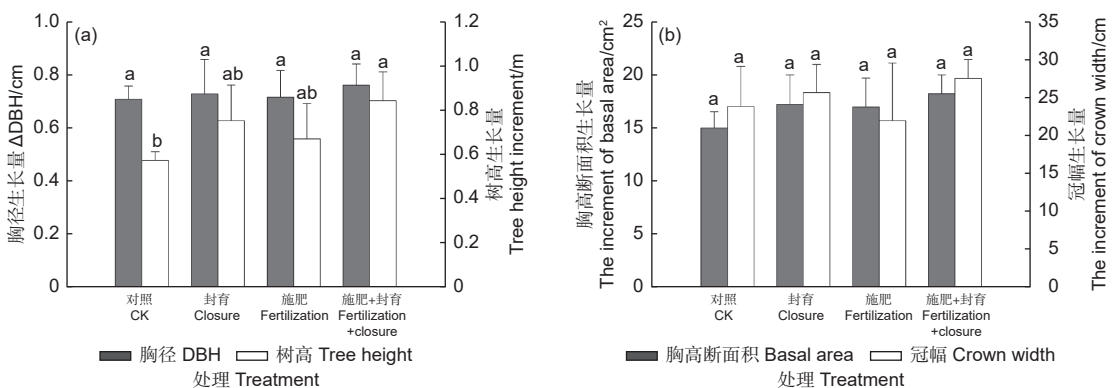 (a)
1.0
0.8
0.6
0.4
0.2
0
胸径生长量 ΔDBH/cm
1.2
1.0
0.8
0.6
0.4
0.2
0
树高生长量
Tree height increment/m
a
b
a
ab
a
ab
a
a
对照
CK
封育
Closure
施肥
Fertilization
施肥+封育
Fertilization
+closure
胸径 DBH
树高 Tree height
处理 Treatment
(b)
25
20
15
10
5
0
胸高断面积生长量
The increment of basal area/cm²
35
30
25
20
15
10
5
0
冠幅生长量
The increment of crown width/cm
a
a
a
a
a
a
a
a
对照
CK
封育
Closure
施肥
Fertilization
施肥+封育
Fertilization
+closure
胸高断面积 Basal area
冠幅 Crown width
处理 Treatment